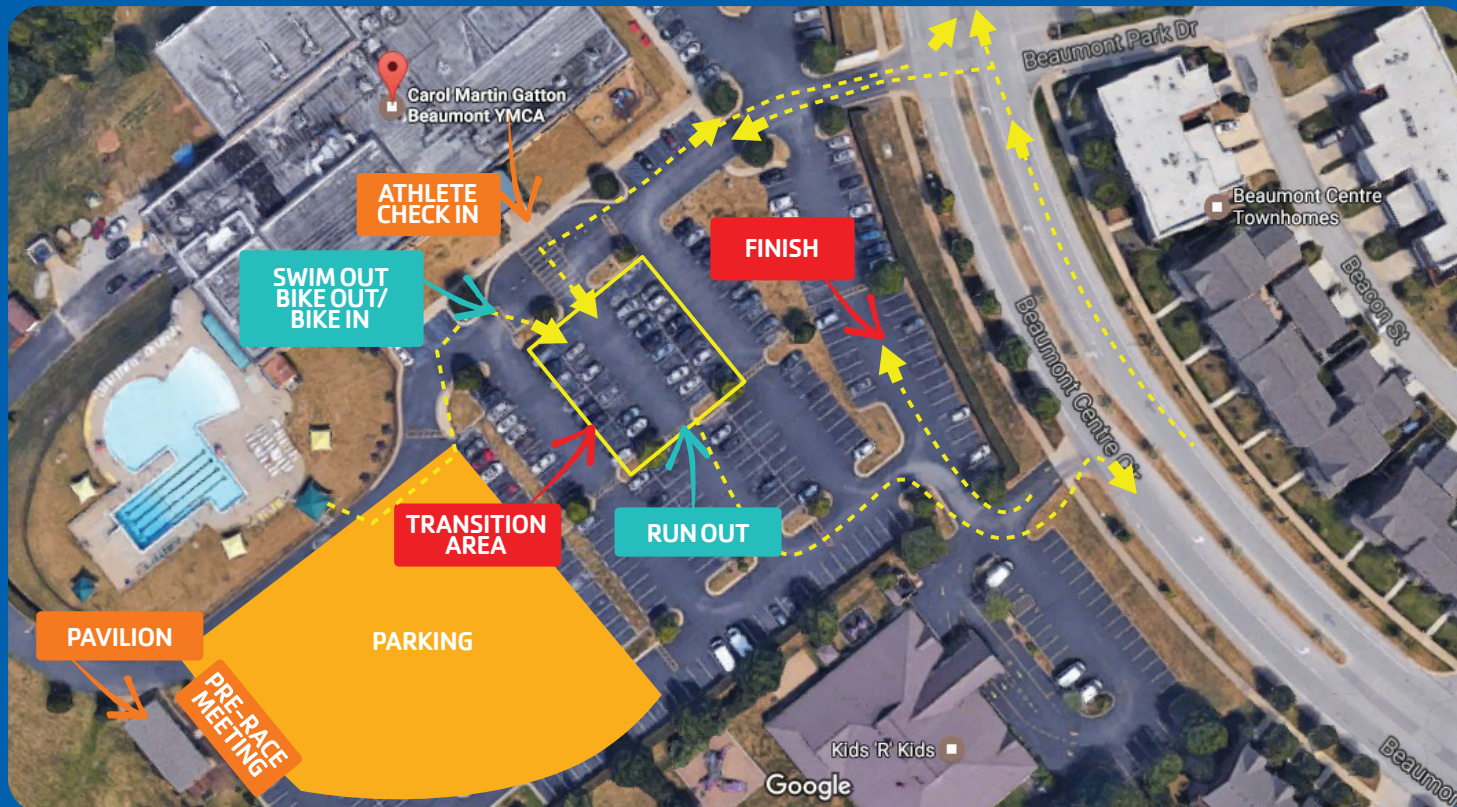 Beaumont Park Dr
Carol Martin Gatton
Beaumont YMCA
ATHLETE
CHECK IN
Beaumont Centre
Townhomes
FINISH
SWIM OUT
BIKE OUT/
BIKE IN
Beacon St
Beaumont Centre Cir
TRANSITION
AREA
RUN OUT
PAVILION
PARKING
PRE-RACE
MEETING
Kids 'R' Kids
Google
Beaumont